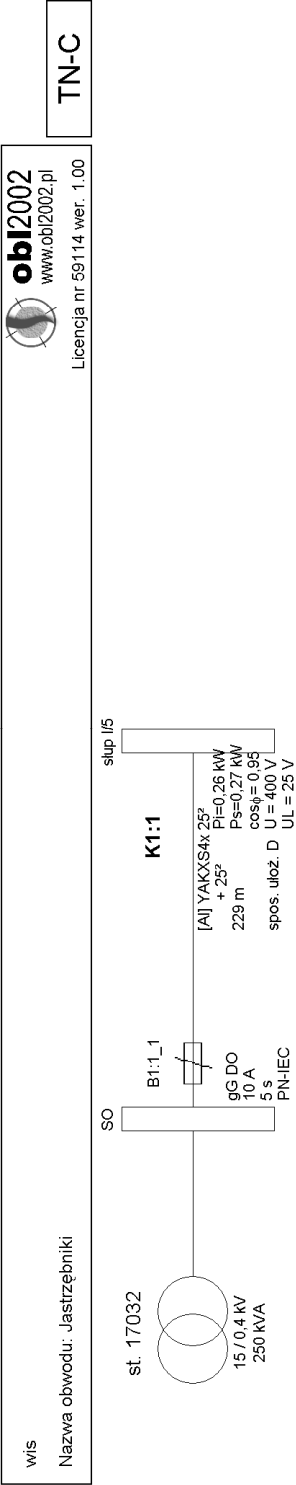 wis
Nazwa obwodu: Jastrzębniki
obl2002
www.obl2002.pl
Licencja nr 59114 wer. 1.00
TN-C
st. 17032
15 / 0,4 kV
250 kVA
SO
B1:1_1
gG DO
10 A
5 s
PN-IEC
K1:1
[Al] YAKXS4x 25²
+ 25²
229 m
spos. ułoż. D
Pi=0,26 kW
Ps=0,27 kW
cosϕ= 0,95
U = 400 V
UL = 25 V
słup I/5